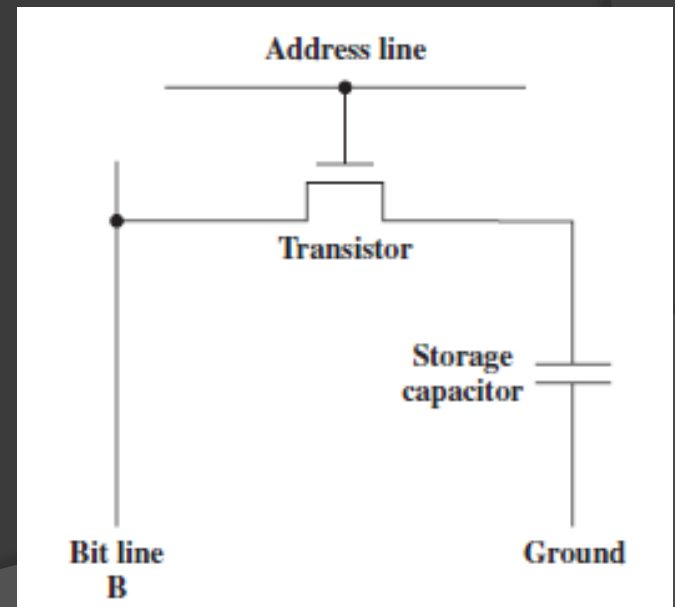 Address line
Transistor
Storage
capacitor
Bit line
B
Ground